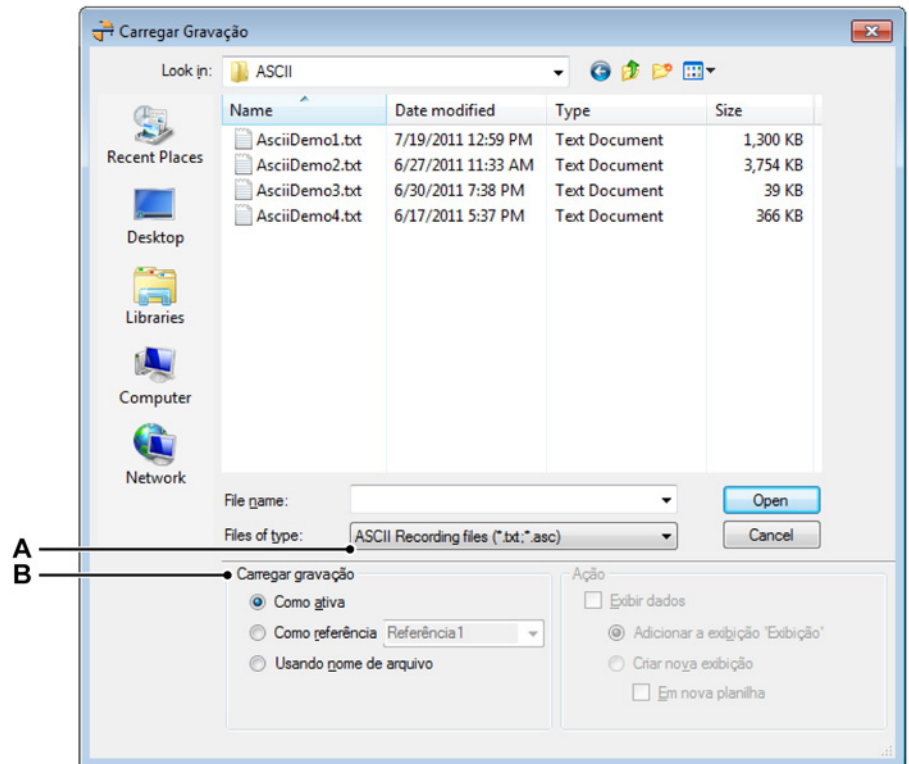 Carregar Gravação
Look in: ASCII
Name Date modified Type Size
AsciiDemo1.txt 7/19/2011 12:59 PM Text Document 1,300 KB
AsciiDemo2.txt 6/27/2011 11:33 AM Text Document 3,754 KB
AsciiDemo3.txt 6/30/2011 7:38 PM Text Document 39 KB
AsciiDemo4.txt 6/17/2011 5:37 PM Text Document 366 KB
Recent Places
Desktop
Libraries
Computer
Network
File name: Open
A Files of type: ASCII Recording files (*.txt;*.asc) Cancel
B Carregar gravação Ação
Como ativa Exibir dados
Como referência Referência1 Adicionar a exibição 'Exibição'
Usando nome de arquivo Criar nova exibição
Em nova planilha